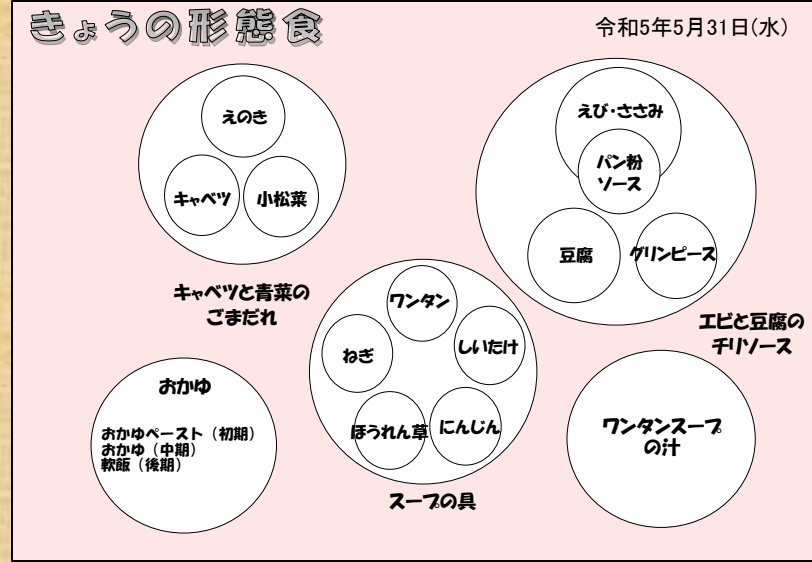 きょうの形態食
令和5年5月31日(水)
えのき
キャベツ
小松菜
キャベツと青菜の
ごまだれ
えび・ささみ
パン粉
ソース
豆腐
グリンピース
エビと豆腐の
チリソース
ワンタン
ねぎ
しいたけ
ほうれん草
にんじん
スープの具
おかゆ
おかゆペースト（初期）
おかゆ（中期）
軟飯（後期）
ワンタンスープ
の汁